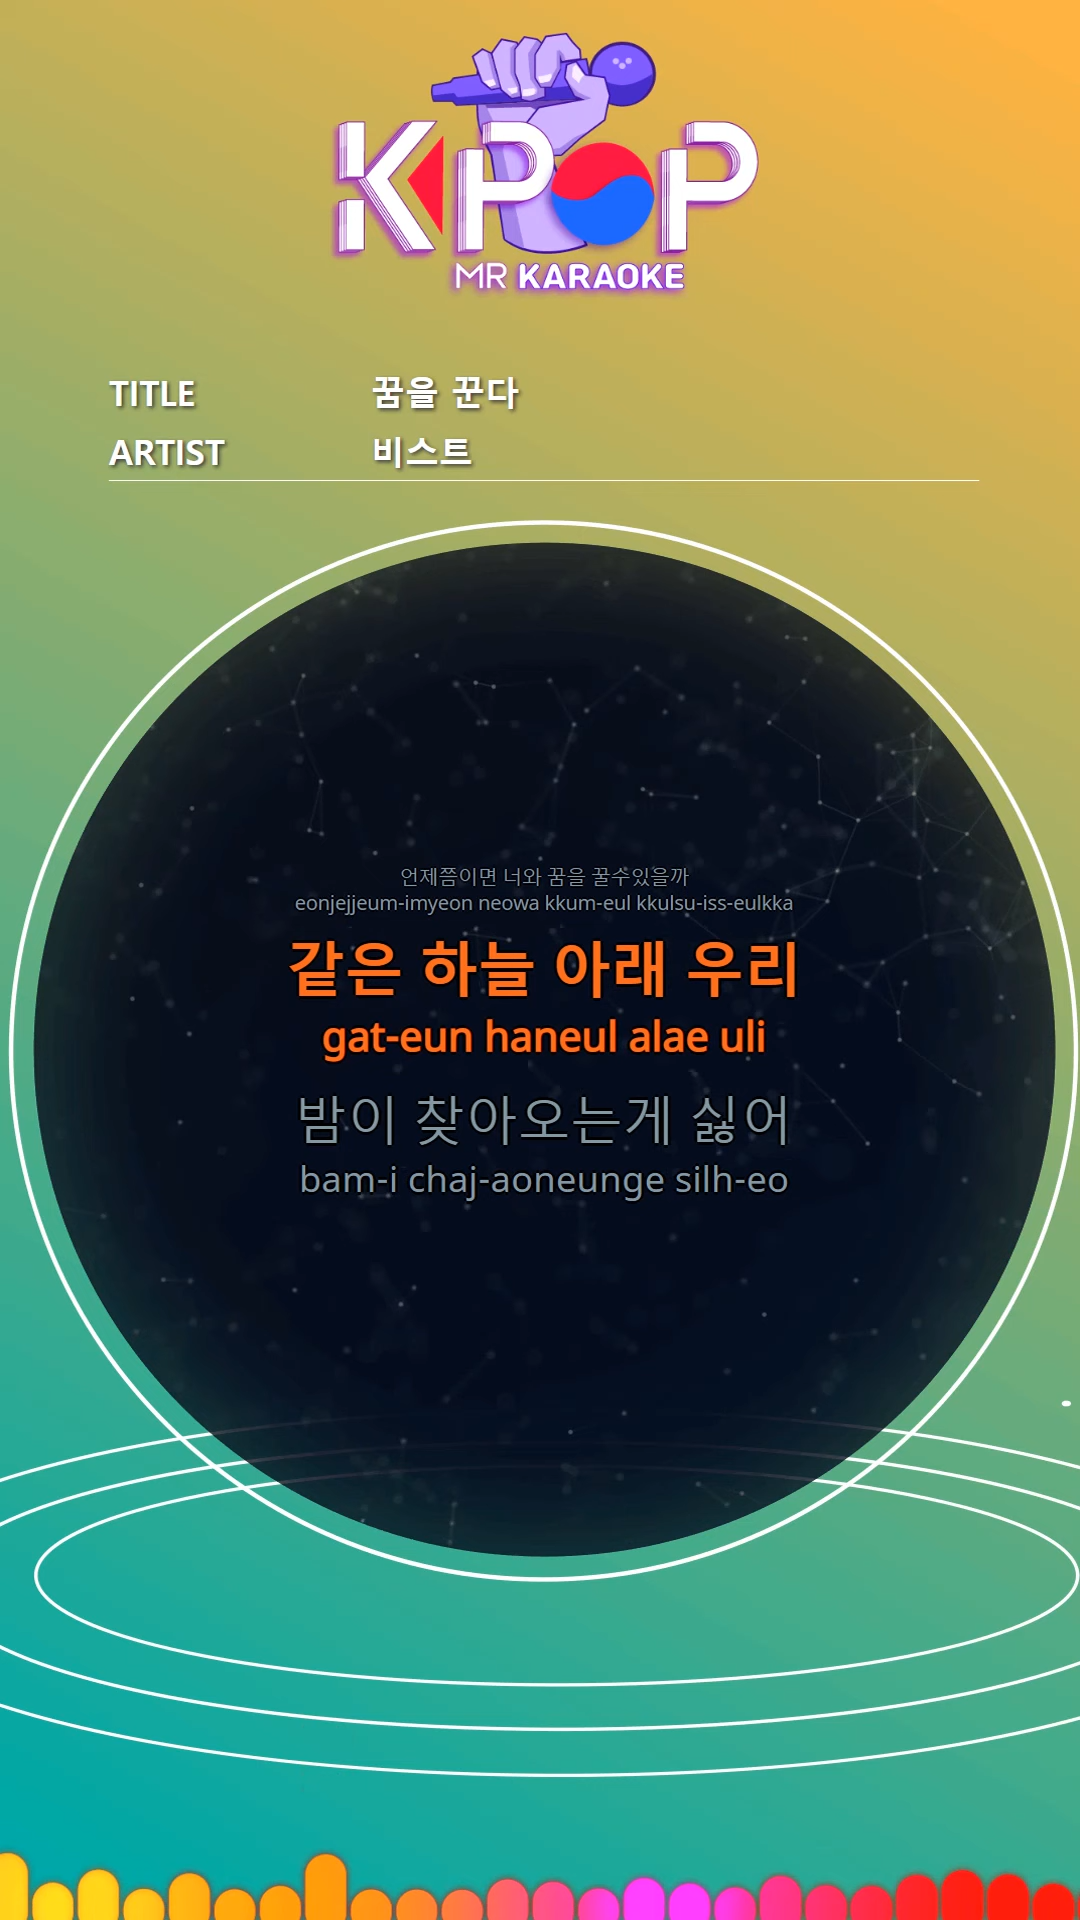 KPOP
MR KARAOKE
TITLE 꿈을 꾼다
ARTIST 비스트
언제쯤이면 너와 꿈을 꿀수있을까
eonjejjeum-imyeon neowa kkum-eul kkulsu-iss-eulkka
같은 하늘 아래 우리
gat-eun haneul alae uli
밤이 찾아오는게 싫어
bam-i chaj-aoneunge silh-eo